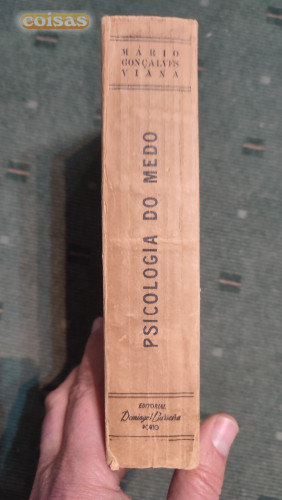 coisas
MÁRIO
GONÇALVES
VIANA
PSICOLOGIA DO MEDO
EDITORIAL
Domingos Barreira
PORTO